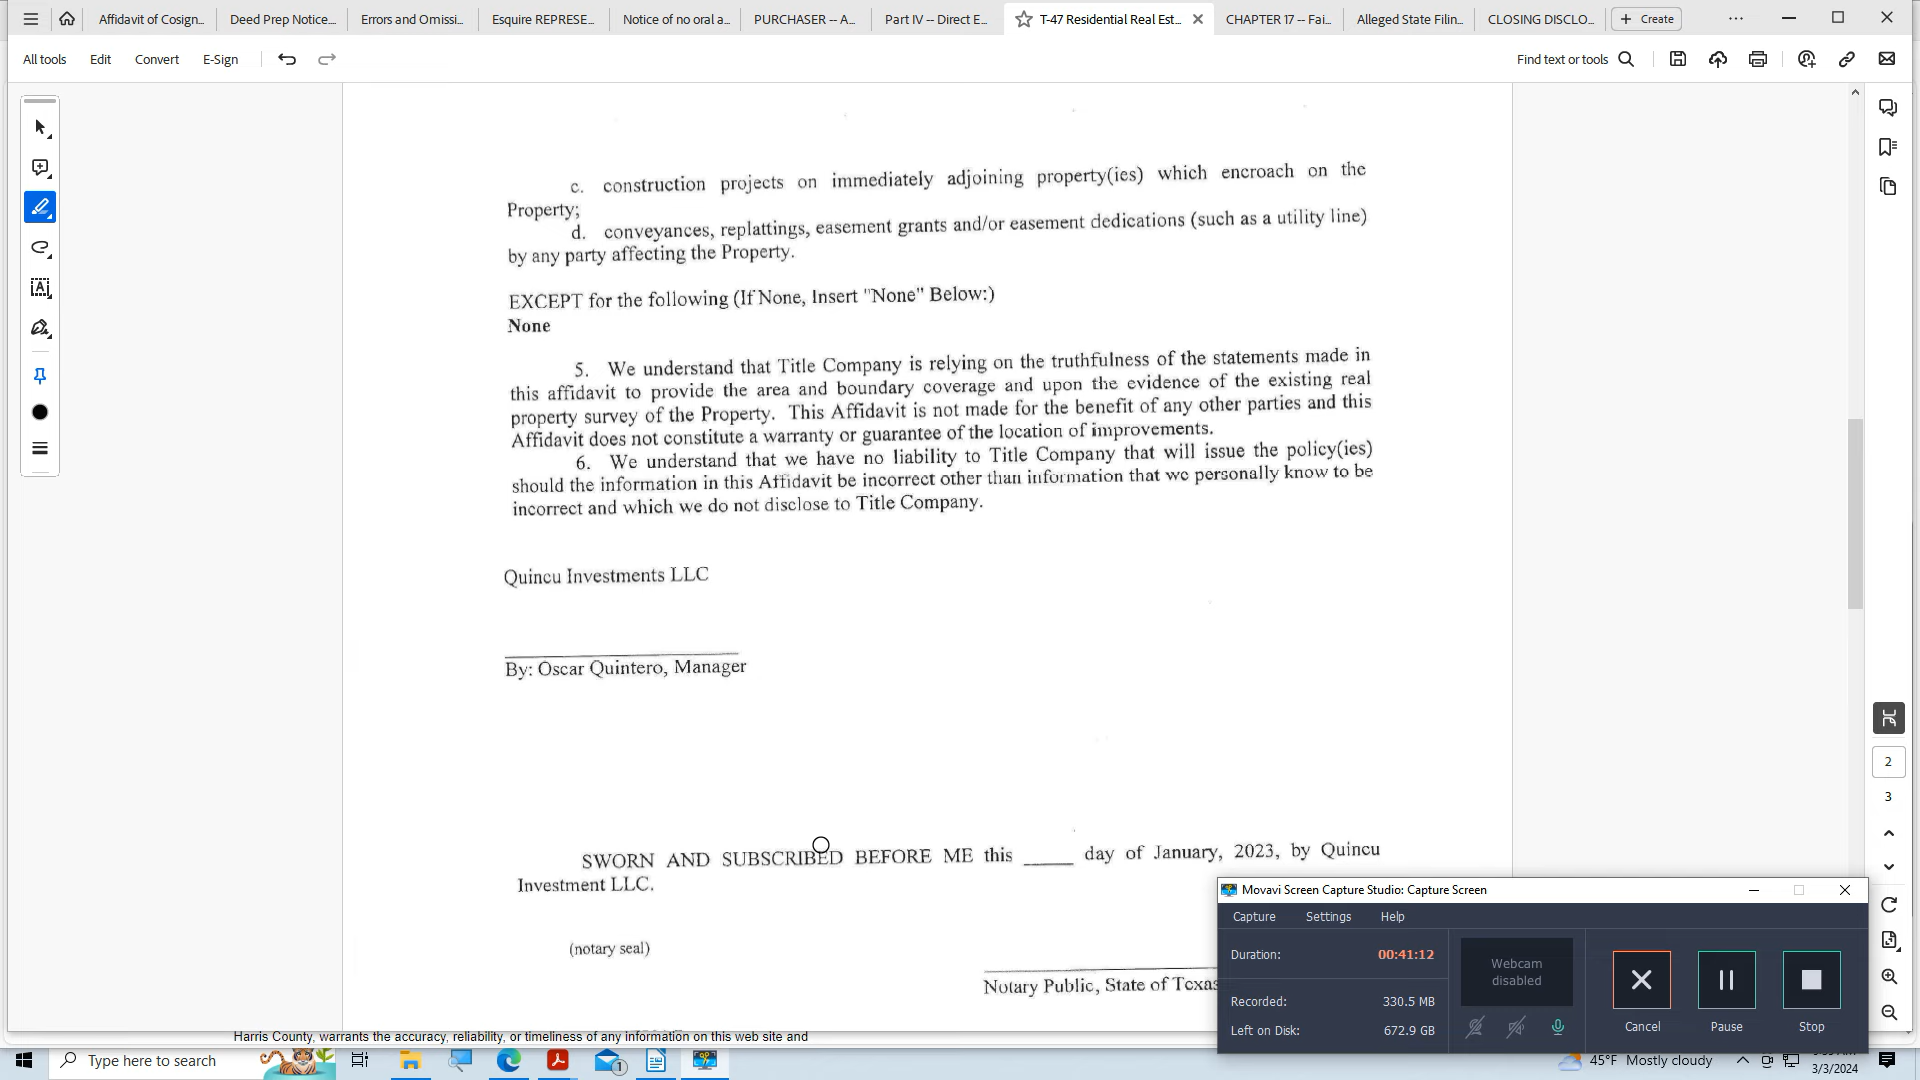 Affidavit of Cosign...
Deed Prep Notice....
Errors and Omissi...
Esquire REPRESE...
Notice of no oral a...
PURCHASER -- A...
Part IV -- Direct E...
T-47 Residential Real Est...
CHAPTER 17 -- Fai...
Alleged State Filin...
CLOSING DISCLO...
+ Create
All tools
Edit
Convert
E-Sign
Find text or tools
c. construction projects on immediately adjoining property(ies) which encroach on the
Property;
d. conveyances, replattings, easement grants and/or easement dedications (such as a utility line)
by any party affecting the Property.
EXCEPT for the following (If None, Insert "None" Below:)
None
5. We understand that Title Company is relying on the truthfulness of the statements made in
this affidavit to provide the area and boundary coverage and upon the evidence of the existing real
property survey of the Property. This Affidavit is not made for the benefit of any other parties and this
Affidavit does not constitute a warranty or guarantee of the location of improvements.
6. We understand that we have no liability to Title Company that will issue the policy(ies)
should the information in this Affidavit be incorrect other than information that we personally know to be
incorrect and which we do not disclose to Title Company.
Quincu Investments LLC
By: Oscar Quintero, Manager
SWORN AND SUBSCRIBED BEFORE ME this _____ day of January, 2023, by Quincu
Investment LLC.
(notary seal)
Notary Public, State of Texas
2
3
Movavi Screen Capture Studio: Capture Screen
Capture
Settings
Help
Duration:
00:41:12
Recorded:
330.5 MB
Left on Disk:
672.9 GB
Webcam
disabled
Cancel
Pause
Stop
Harris County, warrants the accuracy, reliability, or timeliness of any information on this web site and
Type here to search
1
45°F Mostly cloudy
3/3/2024